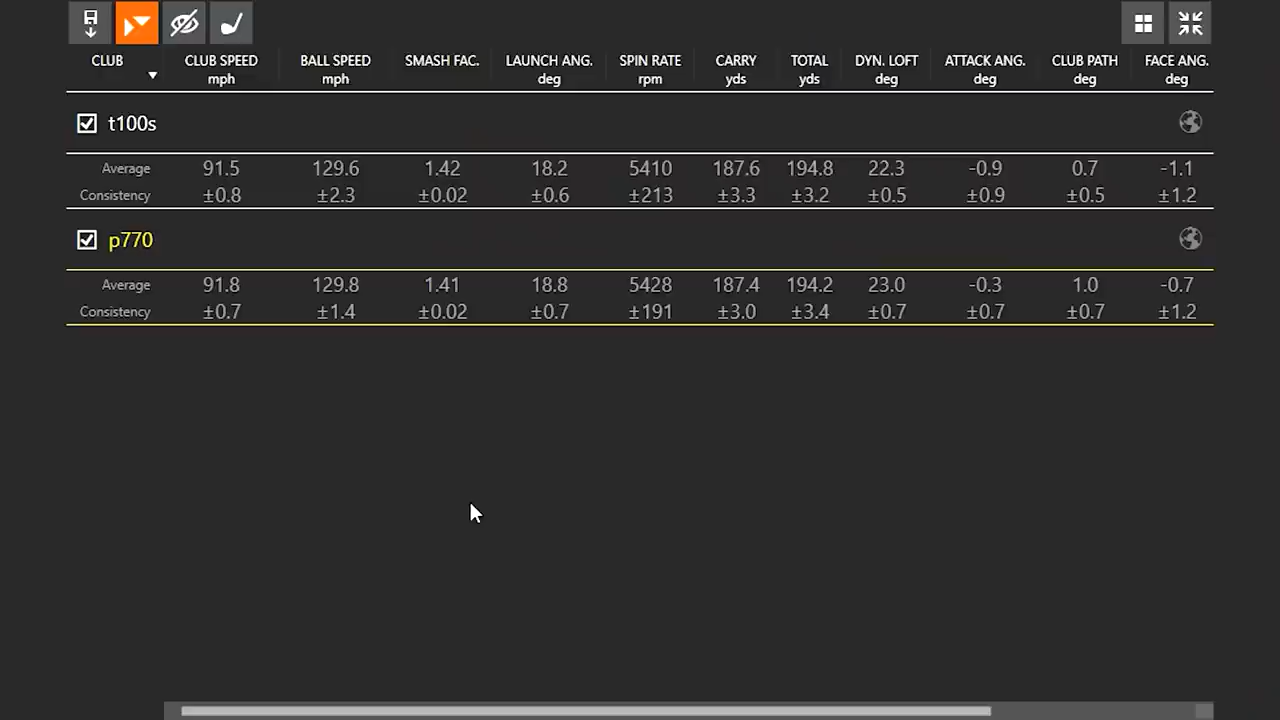 CLUB CLUB SPEED BALL SPEED SMASH FAC. LAUNCH ANG. SPIN RATE CARRY TOTAL DYN. LOFT ATTACK ANG. CLUB PATH FACE ANG.
mph mph deg rpm yds yds deg deg deg deg
t100s
Average 91.5 129.6 1.42 18.2 5410 187.6 194.8 22.3 -0.9 0.7 -1.1
Consistency ±0.8 ±2.3 ±0.02 ±0.6 ±213 ±3.3 ±3.2 ±0.5 ±0.9 ±0.5 ±1.2
p770
Average 91.8 129.8 1.41 18.8 5428 187.4 194.2 23.0 -0.3 1.0 -0.7
Consistency ±0.7 ±1.4 ±0.02 ±0.7 ±191 ±3.0 ±3.4 ±0.7 ±0.7 ±0.7 ±1.2